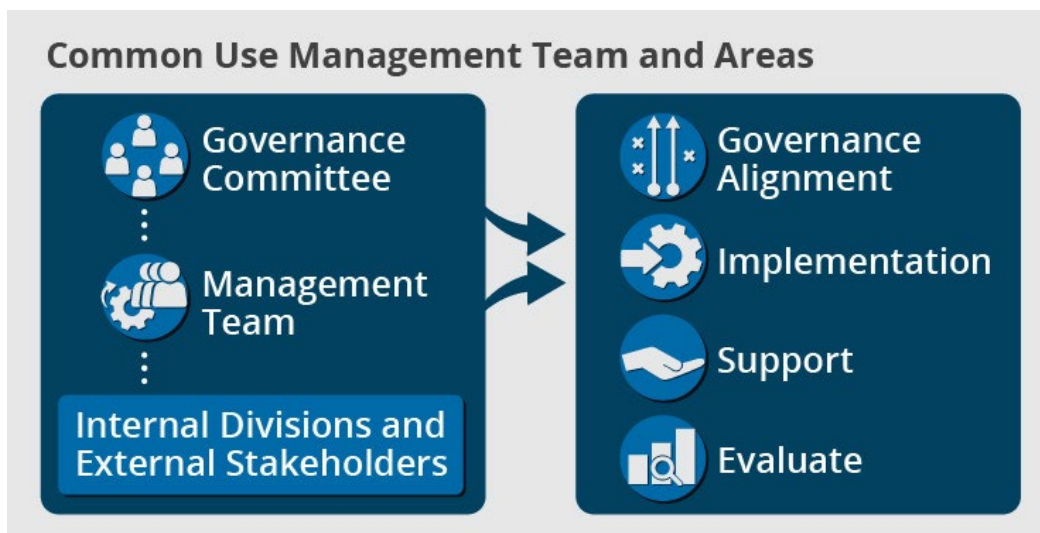 Common Use Management Team and Areas
Governance
Committee
Management
Team
Internal Divisions and
External Stakeholders
Governance
Alignment
Implementation
Support
Evaluate